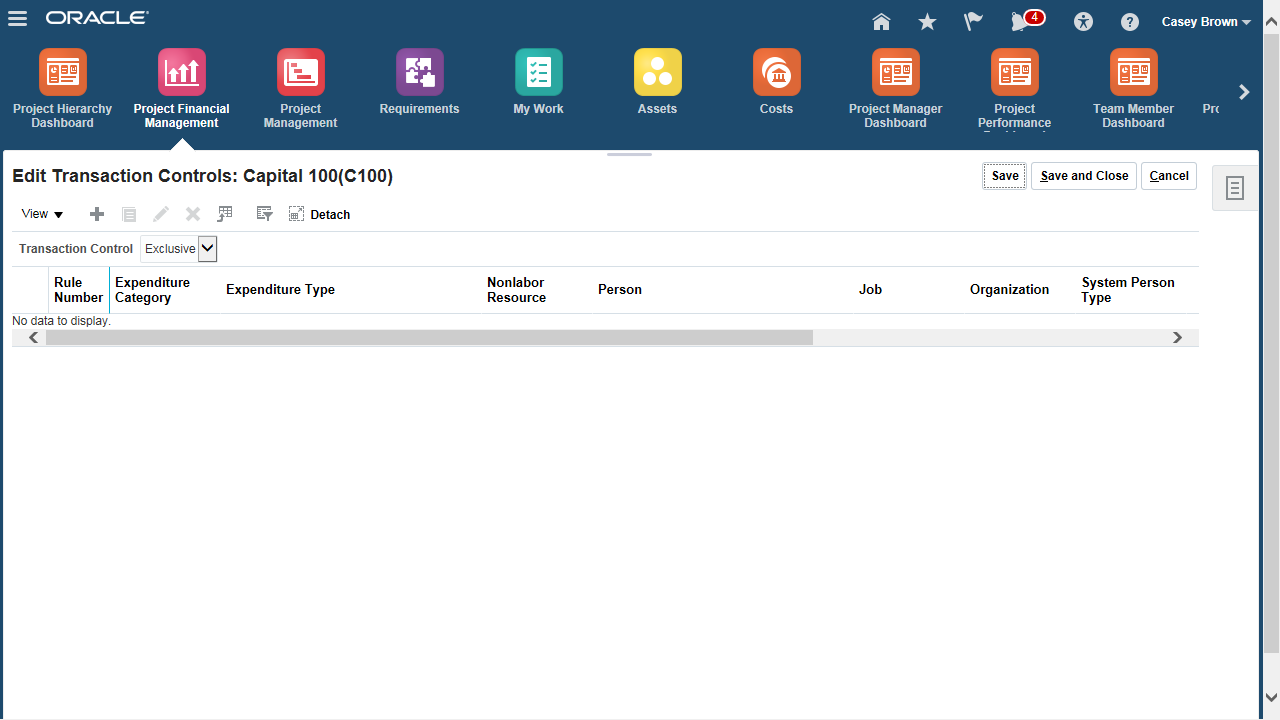 ORACLE
4
Casey Brown
Project Hierarchy
Dashboard
Project Financial
Management
Project
Management
Requirements
My Work
Assets
Costs
Project Manager
Dashboard
Project
Performance
Team Member
Dashboard
Edit Transaction Controls: Capital 100(C100)
Save
Save and Close
Cancel
View
Detach
Transaction Control
Exclusive
Rule
Number
Expenditure
Category
Expenditure Type
Nonlabor
Resource
Person
Job
Organization
System Person
Type
No data to display.